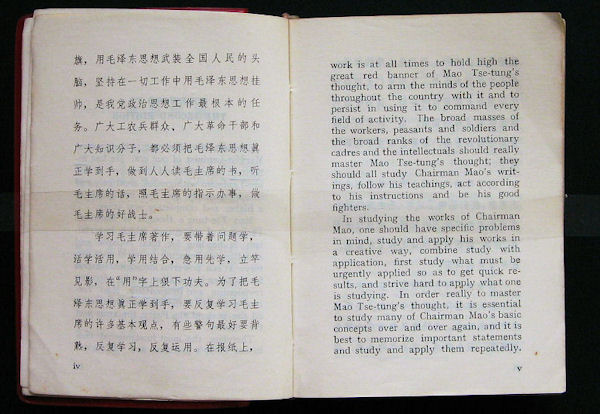 旗，用毛泽东思想武装全国人民的头
脑，坚持在一切工作中用毛泽东思想挂
帅，是我党政治思想工作最根本的任
务。广大工农兵群众、广大革命干部和
广大知识分子，都必须把毛泽东思想眞
正学到手，做到人人读毛主席的书，听
毛主席的话，照毛主席的指示办事，做
毛主席的好战士。
学习毛主席著作，要带着问题学，
活学活用，学用结合，急用先学，立竿
见影，在“用”字上狠下功夫。为了把毛
泽东思想眞正学到手，要反复学习毛主
席的许多基本观点，有些警句最好要背
熟，反复学习，反复运用。在报纸上，
iv
work is at all times to hold high the
great red banner of Mao Tse-tung's
thought, to arm the minds of the people
throughout the country with it and to
persist in using it to command every
field of activity. The broad masses of
the workers, peasants and soldiers and
the broad ranks of the revolutionary
cadres and the intellectuals should really
master Mao Tse-tung's thought; they
should all study Chairman Mao's writ-
ings, follow his teachings, act according
to his instructions and be his good
fighters.
In studying the works of Chairman
Mao, one should have specific problems
in mind, study and apply his works in
a creative way, combine study with
application, first study what must be
urgently applied so as to get quick re-
sults, and strive hard to apply what one
is studying. In order really to master
Mao Tse-tung's thought, it is essential
to study many of Chairman Mao's basic
concepts over and over again, and it is
best to memorize important statements
and study and apply them repeatedly.
v